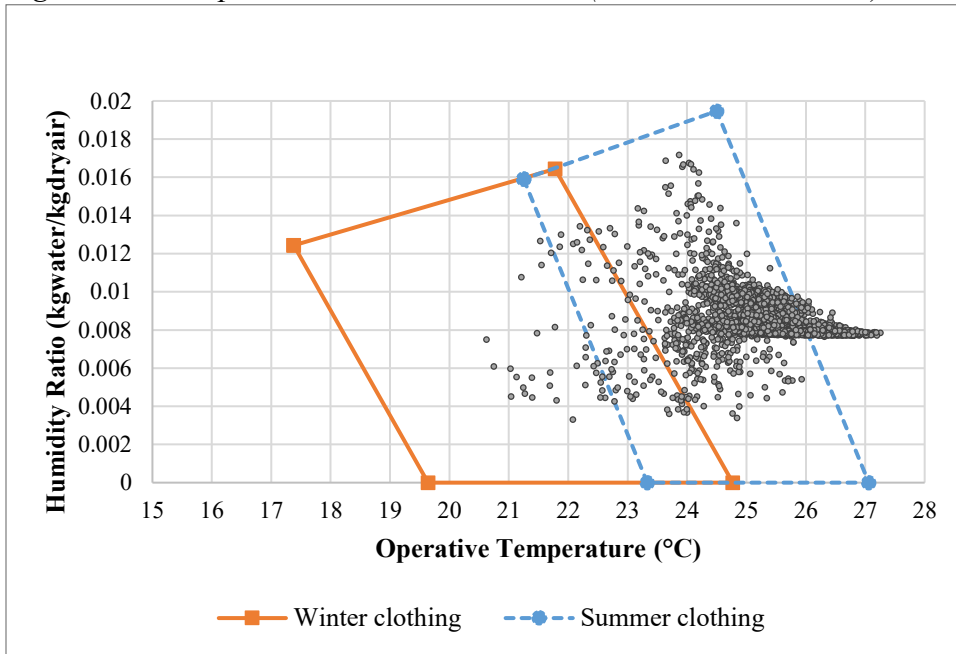 Humidity Ratio (kgwater/kgdryair)
0.02
0.018
0.016
0.014
0.012
0.01
0.008
0.006
0.004
0.002
0
15 16 17 18 19 20 21 22 23 24 25 26 27 28
Operative Temperature (°C)
Winter clothing Summer clothing